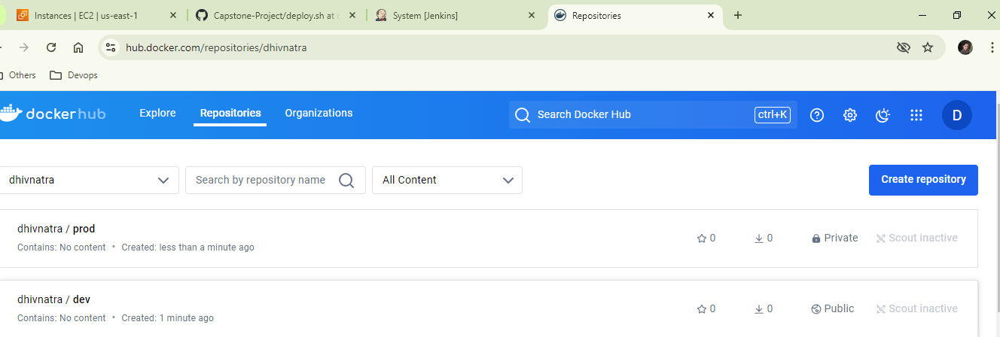 Instances | EC2 | us-east-1
Capstone-Project/deploy.sh at
System [Jenkins]
Repositories
hub.docker.com/repositories/dhivnatra
Others
Devops
dockerhub
Explore
Repositories
Organizations
Search Docker Hub
ctrl+K
D
dhivnatra
Search by repository name
All Content
Create repository
dhivnatra / prod
0
0
Private
Scout inactive
Contains: No content • Created: less than a minute ago
dhivnatra / dev
0
0
Public
Scout inactive
Contains: No content • Created: 1 minute ago